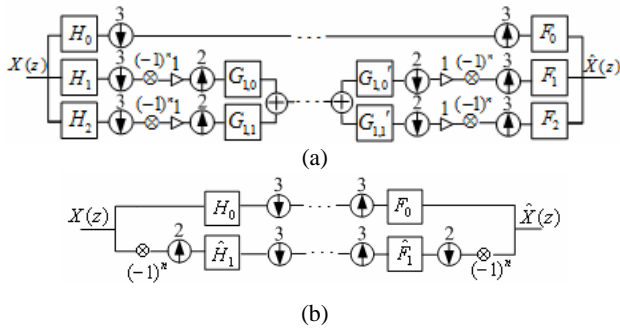 3 3
H₀ F₀
X(z) 3 (-1)ⁿ 1 2 2 1 (-1)ⁿ 3 X̂(z)
H₁ G₁,₀ G₁,₀' F₁
3 (-1)ⁿ 1 2 2 1 (-1)ⁿ 3
H₂ G₁,₁ G₁,₁' F₂
(a)
3 3
X(z) H₀ F₀ X̂(z)
2 3 3 2
Ĥ₁ F̂₁
(-1)ⁿ (-1)ⁿ
(b)